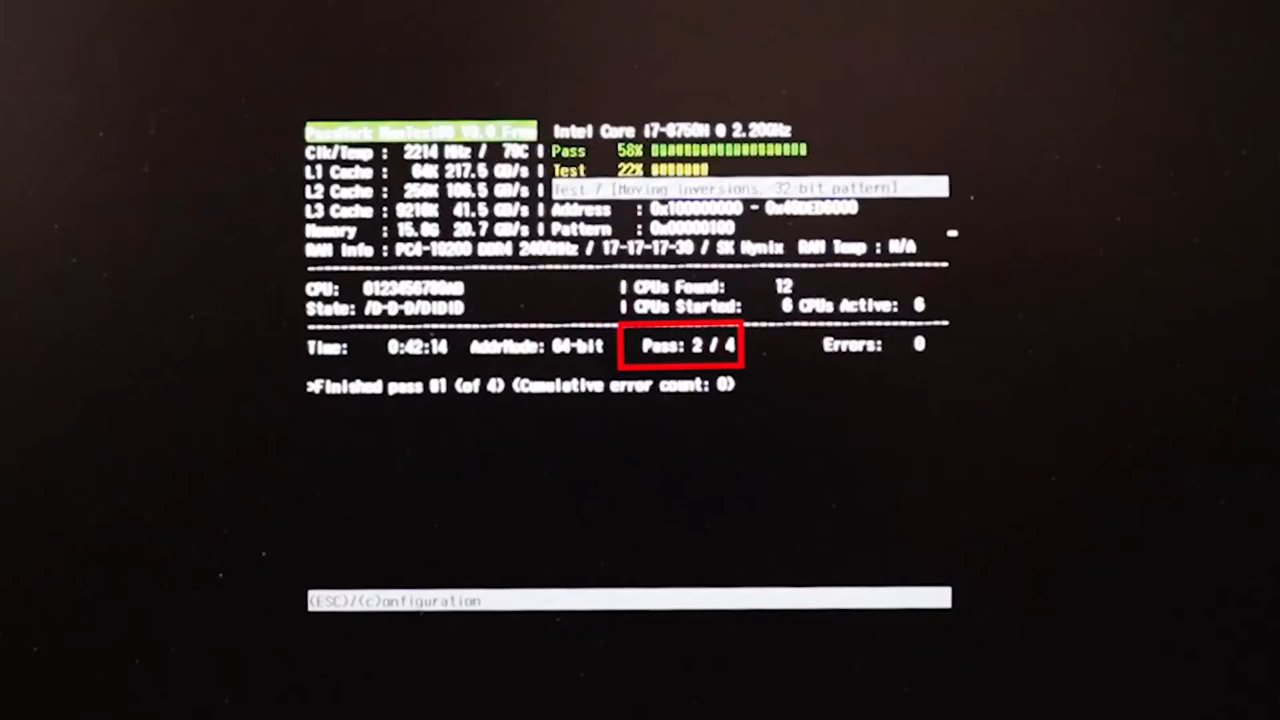 PassMark MemTest86 V8.0 Free Intel Core i7-8750H @ 2.20GHz
Clk/Temp : 2214 MHz / 79C | Pass 58%
L1 Cache : 64K 217.5 GB/s | Test 22%
L2 Cache : 256K 106.5 GB/s | Test 7 [Moving inversions, 32-bit pattern]
L3 Cache : 9216K 41.5 GB/s | Address : 0x100000000 -
Memory : 15.8G 20.7 GB/s | Pattern : 0x00000100
RAM Info : PC4-19200 DDR4 2400MHz / 17-17-17-39 / SK Hynix RAM Temp : N/A
CPU: 0123456789AB | CPUs Found: 12
State: | CPUs Started: 6 CPUs Active: 6
Time: 0:42:14 AddrMode: 64-bit Pass: 2 / 4 Errors: 0
>Finished pass #1 (of 4) (Cumulative error count: 0)
(ESC)/(c)onfiguration